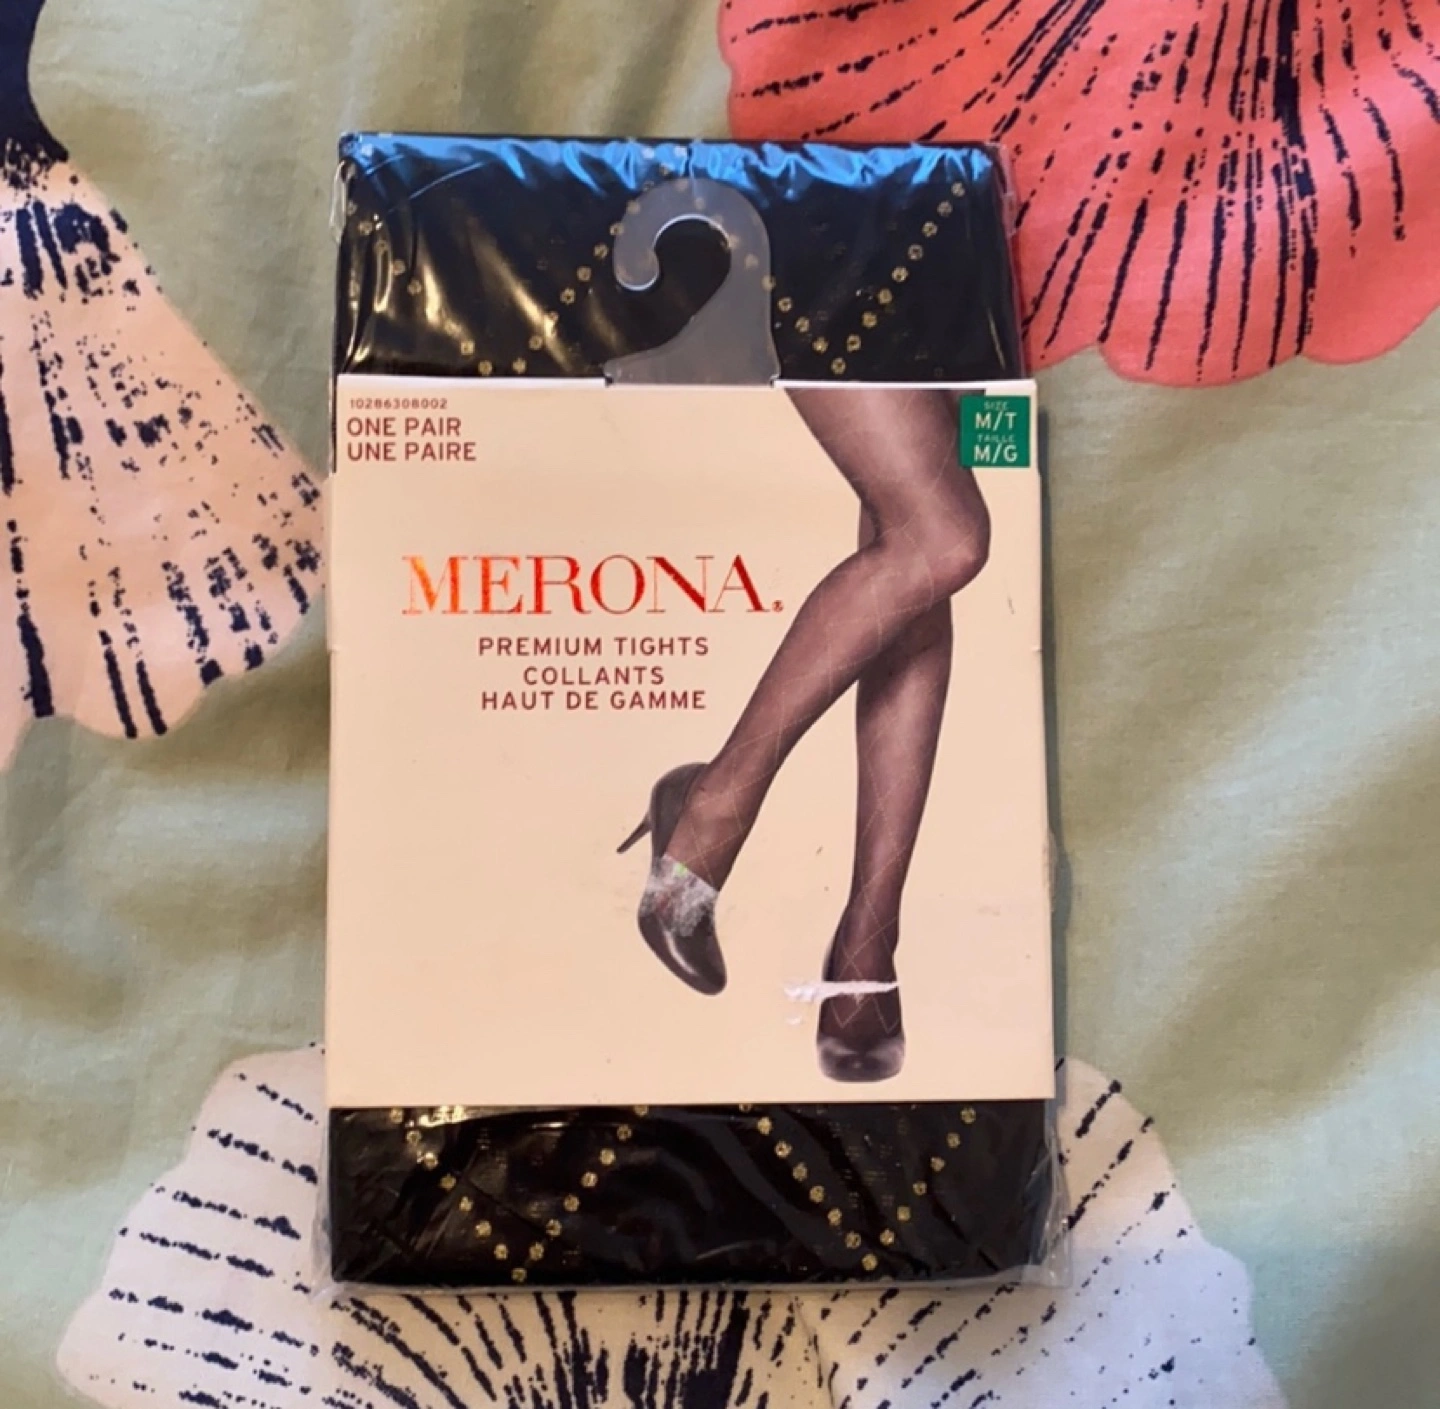 10286308002
ONE PAIR
UNE PAIRE
SIZE
M/T
TAILLE
M/G
MERONA®
PREMIUM TIGHTS
COLLANTS
HAUT DE GAMME